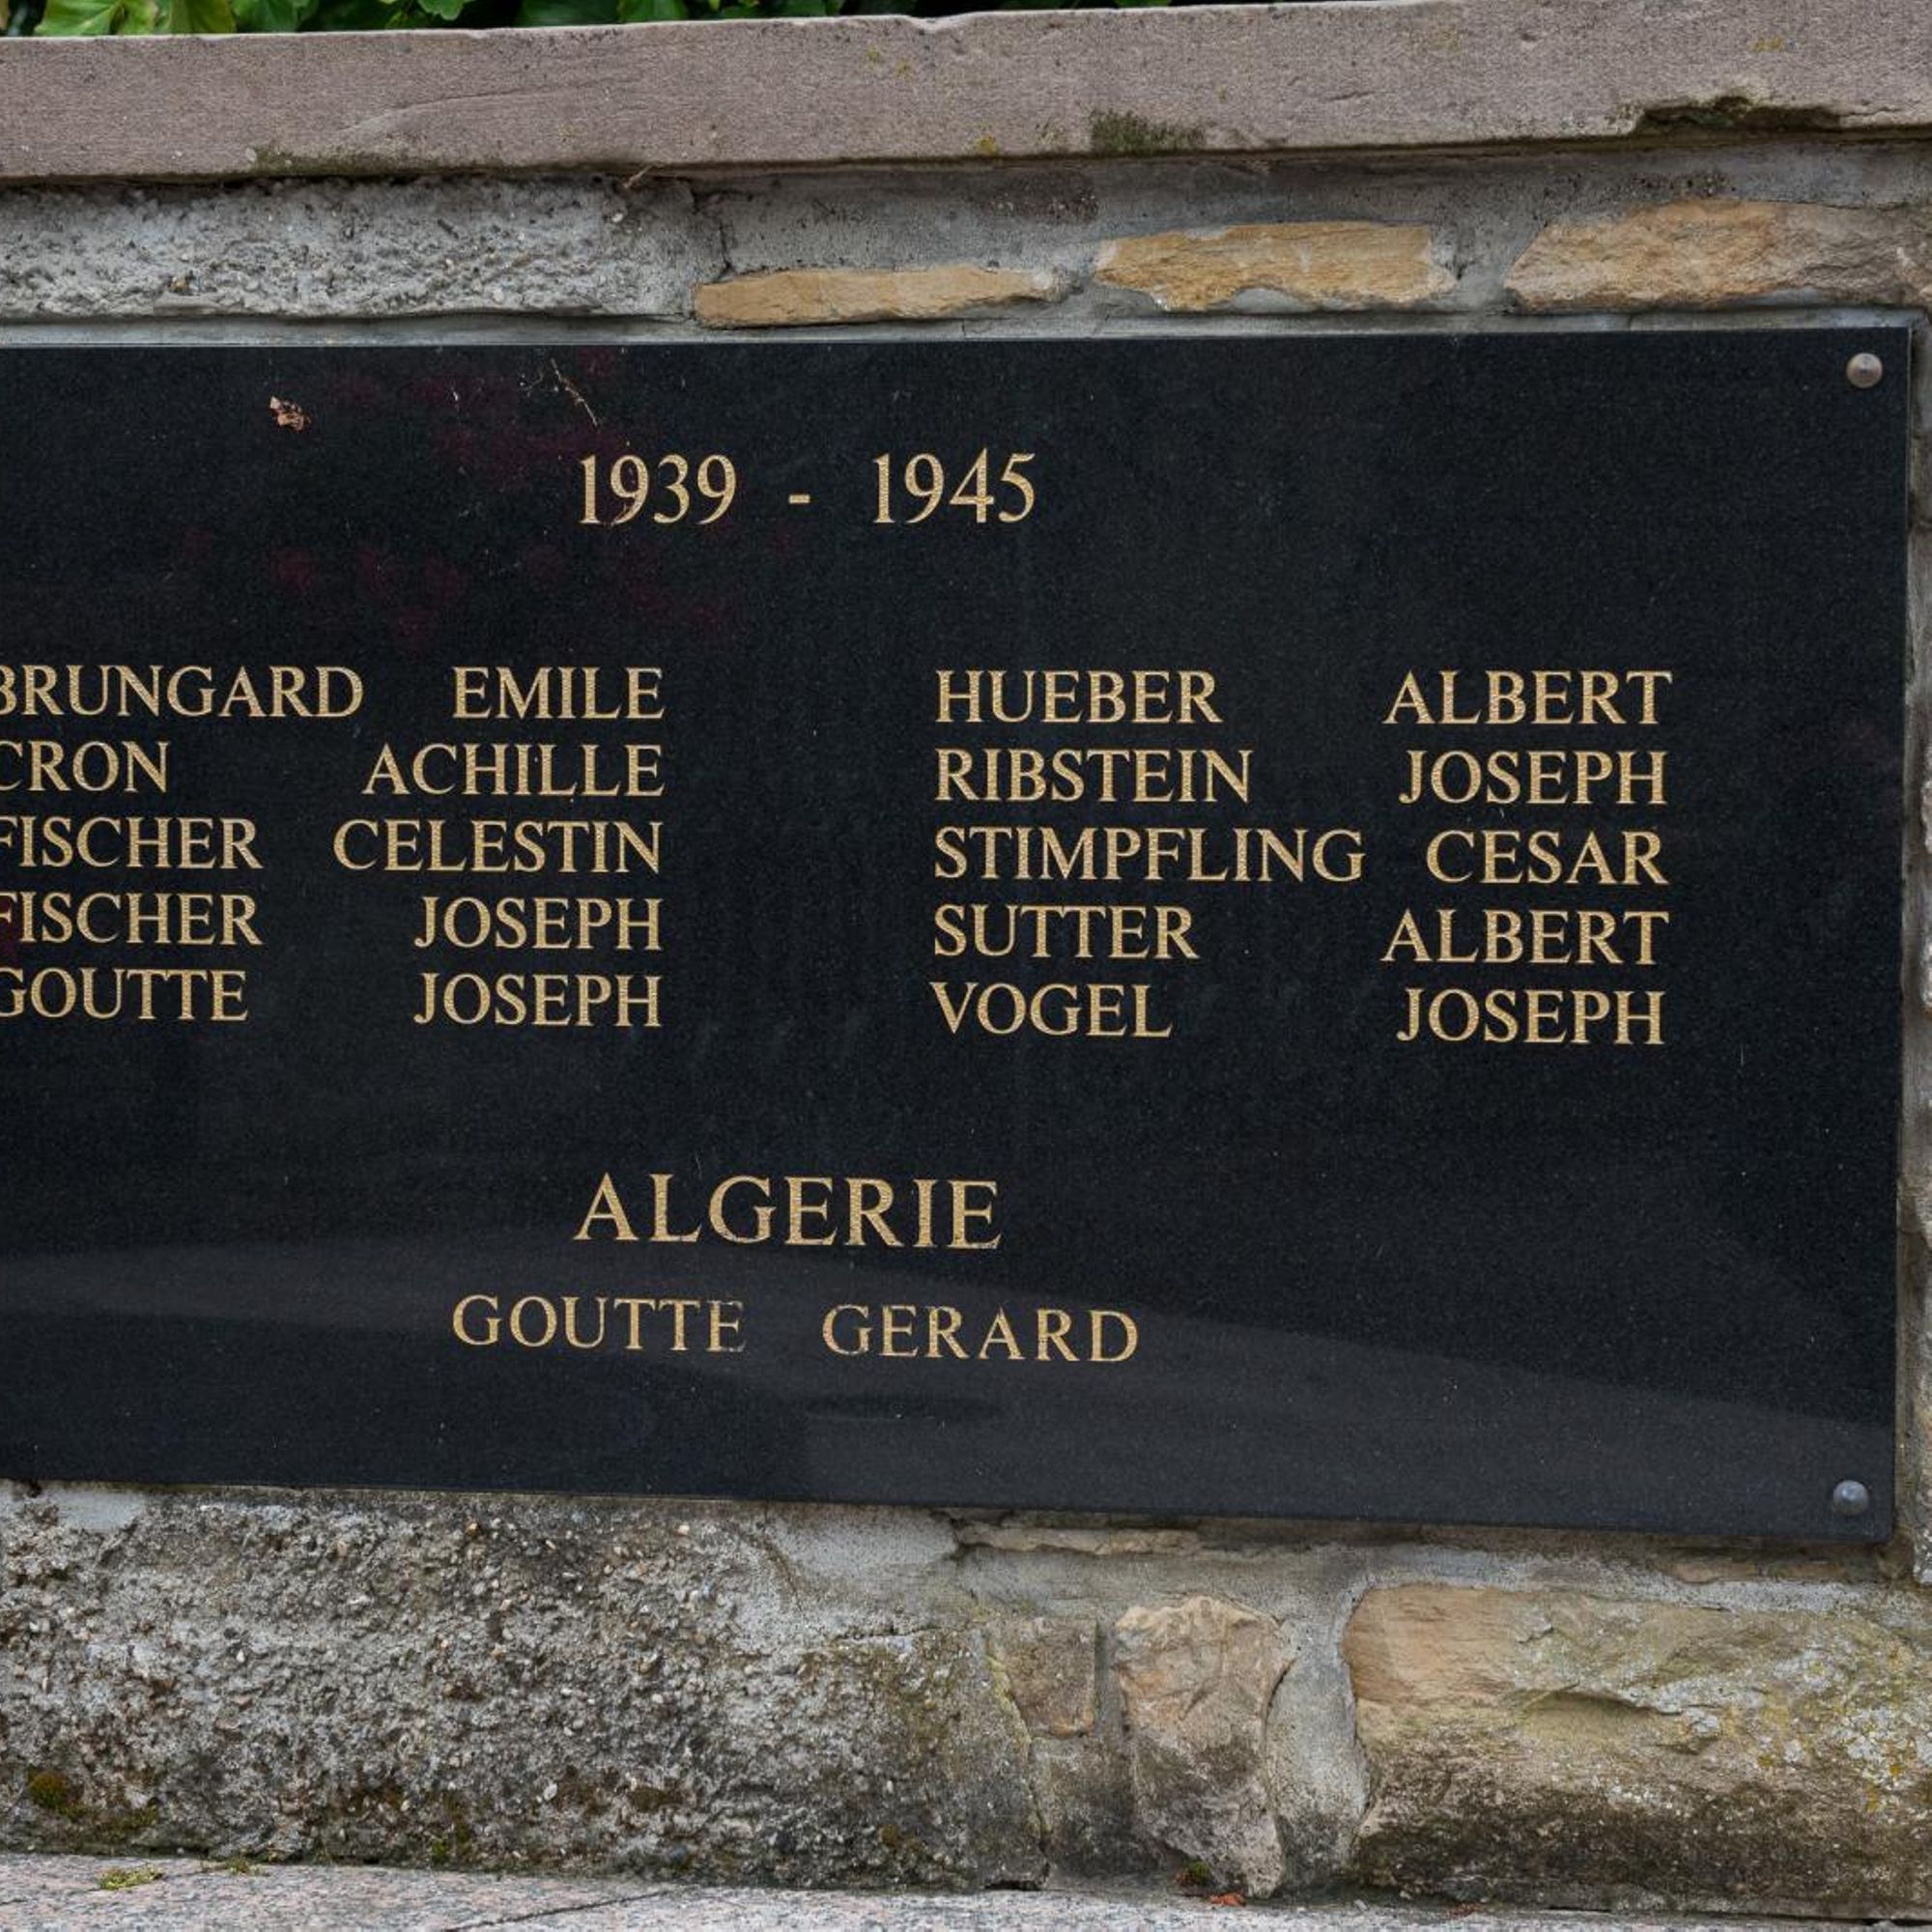 1939 - 1945
BRUNGARD EMILE
CRON ACHILLE
FISCHER CELESTIN
FISCHER JOSEPH
GOUTTE JOSEPH
HUEBER ALBERT
RIBSTEIN JOSEPH
STIMPFLING CESAR
SUTTER ALBERT
VOGEL JOSEPH
ALGERIE
GOUTTE GERARD